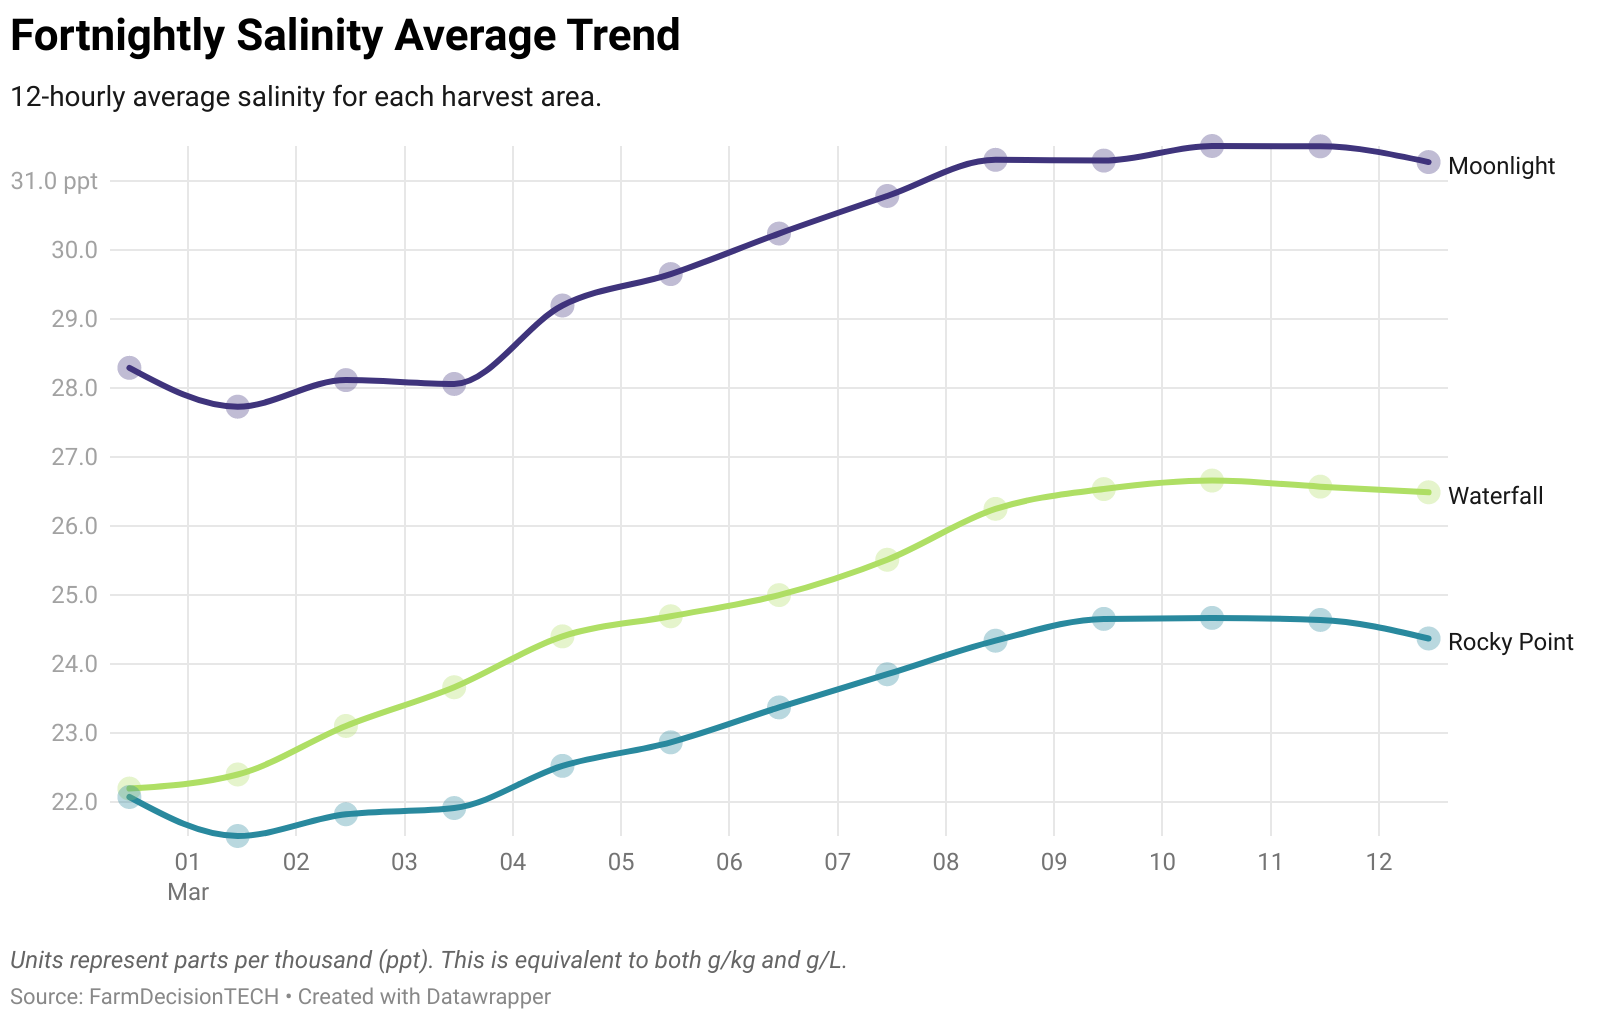 Fortnightly Salinity Average Trend
12-hourly average salinity for each harvest area.
31.0 ppt
30.0
29.0
28.0
27.0
26.0
25.0
24.0
23.0
22.0
Moonlight
Waterfall
Rocky Point
01 02 03 04 05 06 07 08 09 10 11 12
Mar
Units represent parts per thousand (ppt). This is equivalent to both g/kg and g/L.
Source: FarmDecisionTECH • Created with Datawrapper